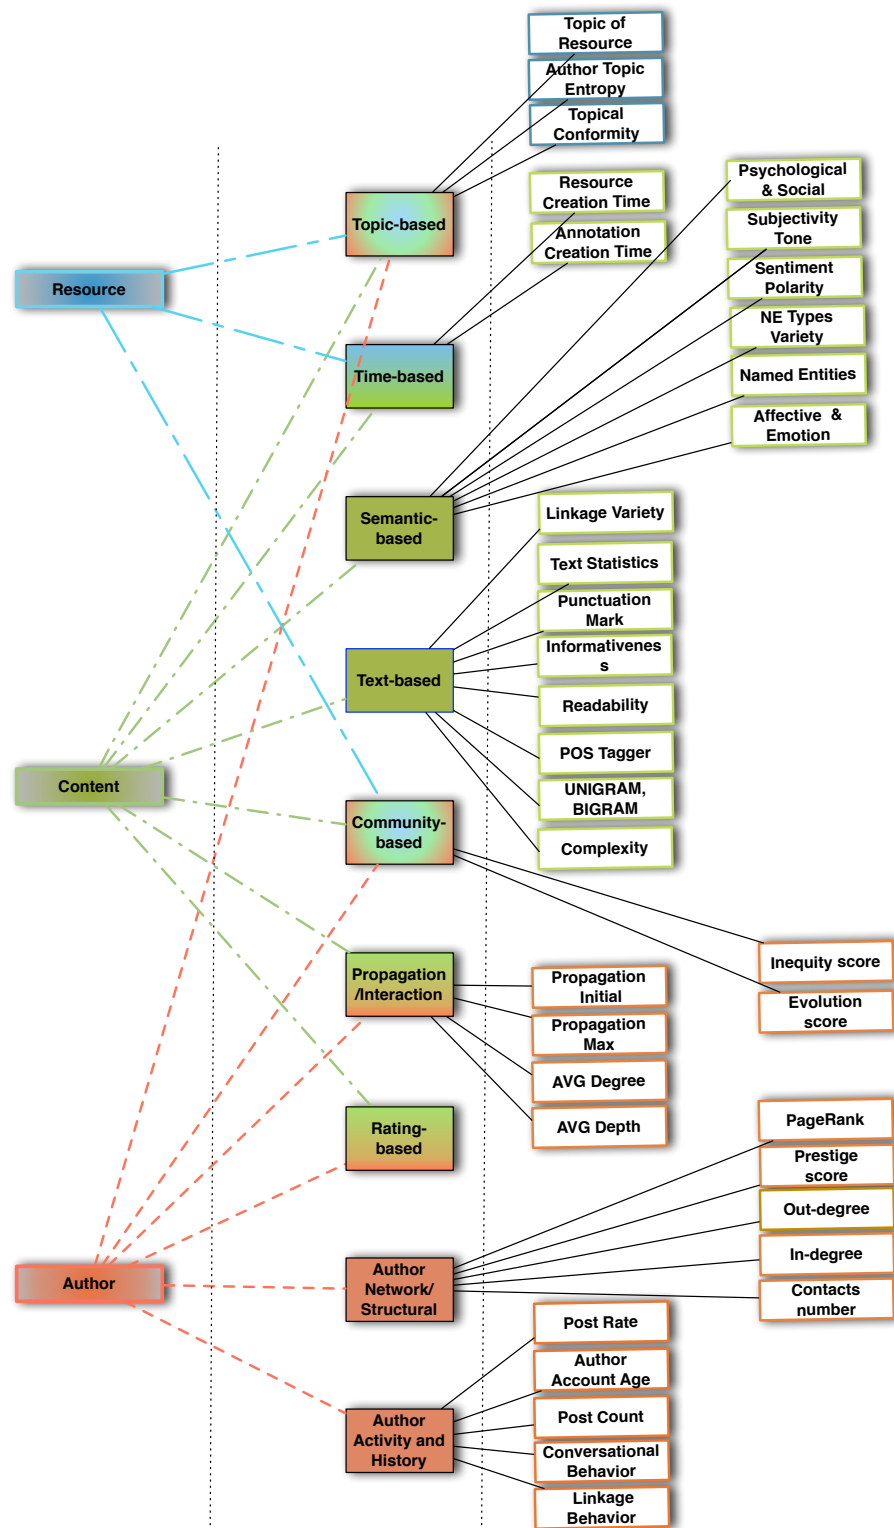 Resource
Content
Author
Topic-based
Time-based
Semantic-
based
Text-based
Community-
based
Propagation
/Interaction
Rating-
based
Author
Network/
Structural
Author
Activity and
History
Topic of
Resource
Author Topic
Entropy
Topical
Conformity
Resource
Creation Time
Annotation
Creation Time
Psychological
& Social
Subjectivity
Tone
Sentiment
Polarity
NE Types
Variety
Named Entities
Affective & 
Emotion
Linkage Variety
Text Statistics
Punctuation
Mark
Informativenes
s
Readability
POS Tagger
UNIGRAM,
BIGRAM
Complexity
Inequity score
Evolution
score
Propagation
Initial
Propagation
Max
AVG Degree
AVG Depth
PageRank
Prestige
score
Out-degree
In-degree
Contacts
number
Post Rate
Author
Account Age
Post Count
Conversational
Behavior
Linkage
Behavior